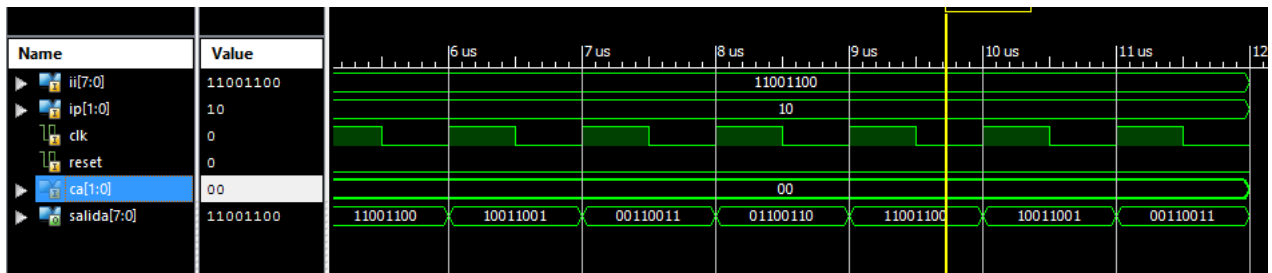 Name Value |6 us |7 us |8 us |9 us |10 us |11 us |12
ii[7:0] 11001100 11001100
ip[1:0] 10 10
clk 0
reset 0
ca[1:0] 00 00
salida[7:0] 11001100 11001100 10011001 00110011 01100110 11001100 10011001 00110011